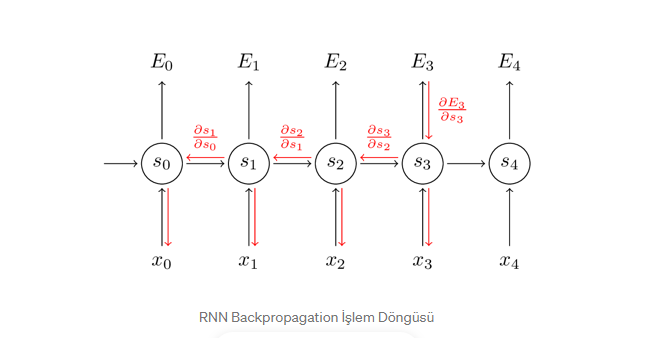 E₀ E₁ E₂ E₃ E₄
∂s₁/∂s₀ ∂s₂/∂s₁ ∂s₃/∂s₂ ∂E₃/∂s₃
s₀ s₁ s₂ s₃ s₄
x₀ x₁ x₂ x₃ x₄
RNN Backpropagation İşlem Döngüsü